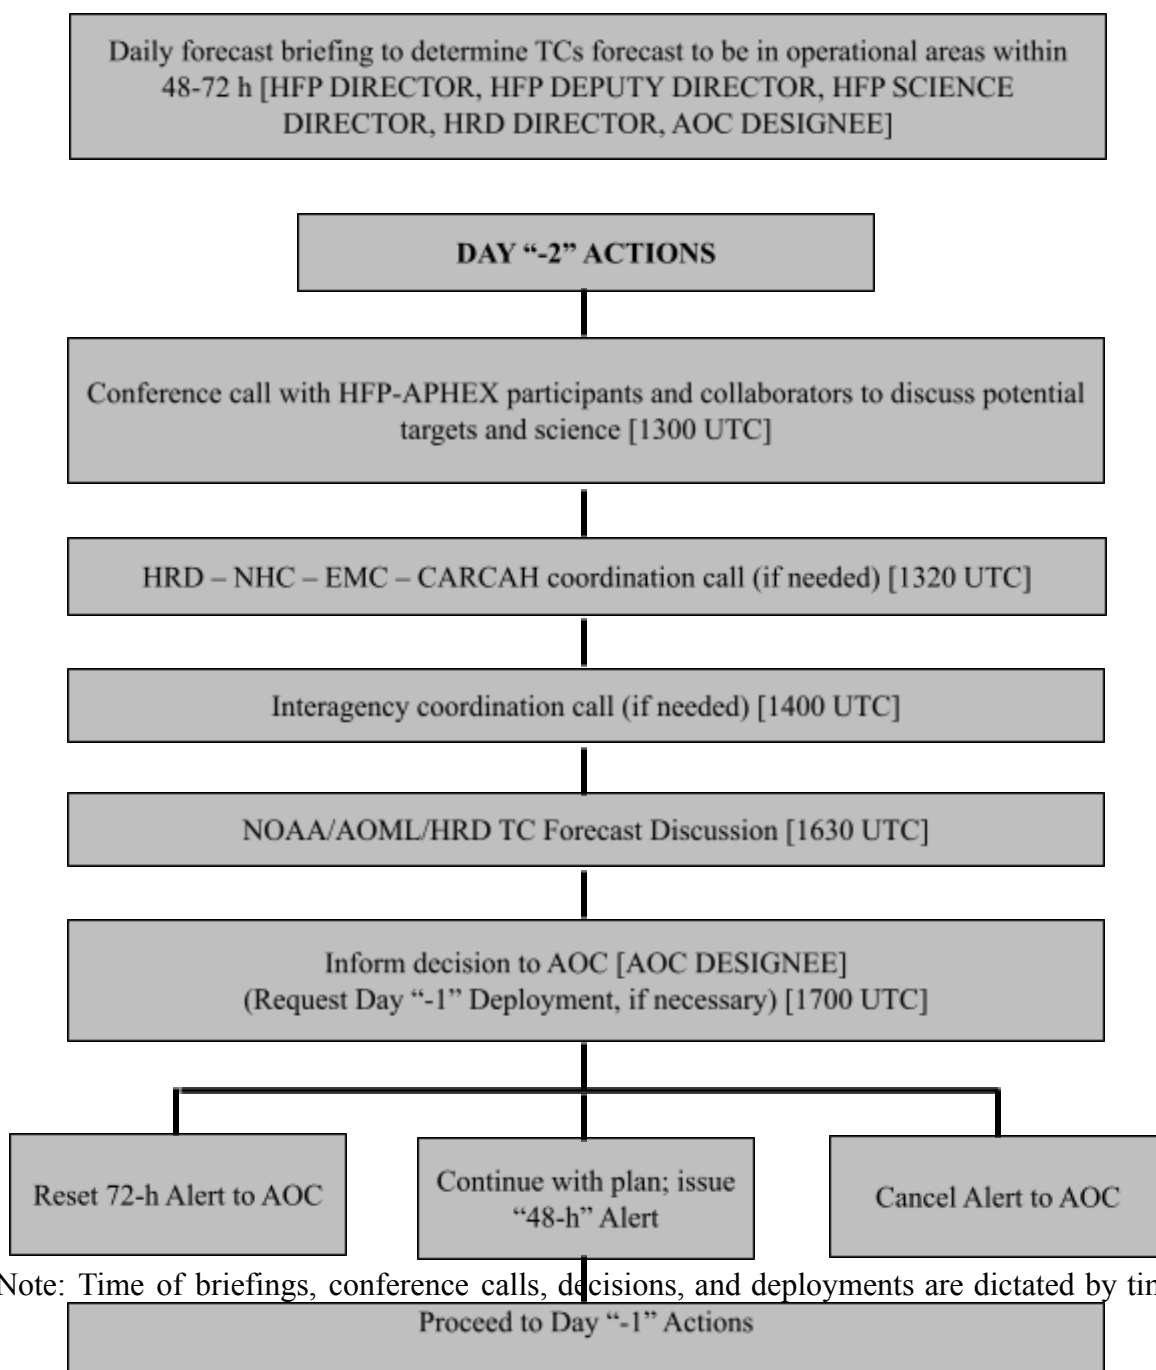 Daily forecast briefing to determine TCs forecast to be in operational areas within
48-72 h [HFP DIRECTOR, HFP DEPUTY DIRECTOR, HFP SCIENCE
DIRECTOR, HRD DIRECTOR, AOC DESIGNEE]
DAY “-2” ACTIONS
Conference call with HFP-APHEX participants and collaborators to discuss potential
targets and science [1300 UTC]
HRD – NHC – EMC – CARCAH coordination call (if needed) [1320 UTC]
Interagency coordination call (if needed) [1400 UTC]
NOAA/AOML/HRD TC Forecast Discussion [1630 UTC]
Inform decision to AOC [AOC DESIGNEE]
(Request Day “-1” Deployment, if necessary) [1700 UTC]
Reset 72-h Alert to AOC
Continue with plan; issue
“48-h” Alert
Cancel Alert to AOC
Note: Time of briefings, conference calls, decisions, and deployments are dictated by
Proceed to Day “-1” Actions